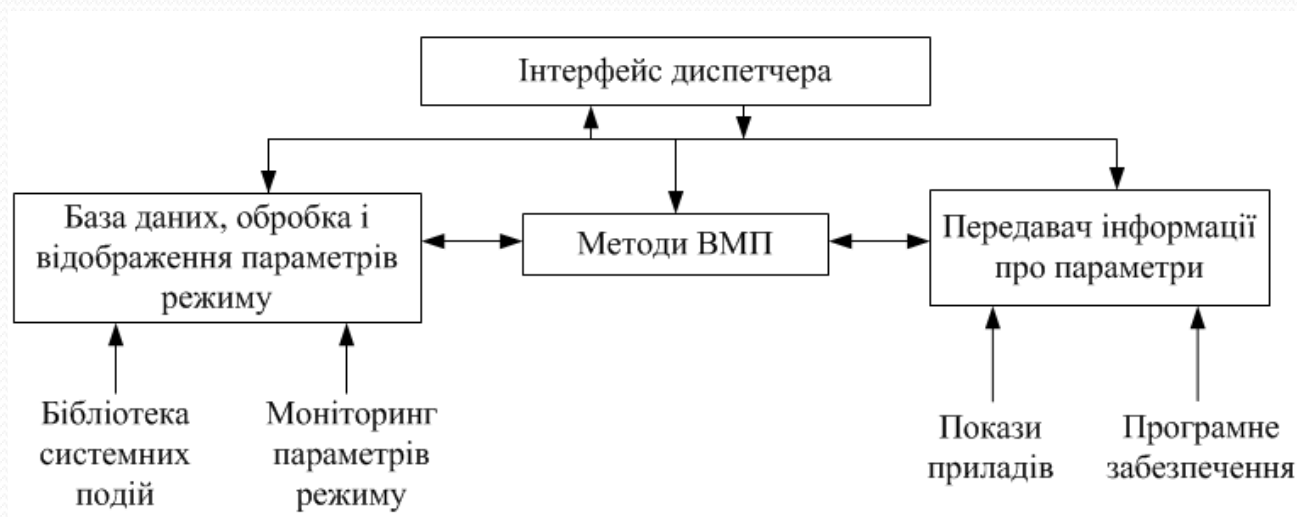 Інтерфейс диспетчера
База даних, обробка і
відображення параметрів
режиму
Методи ВМП
Передавач інформації
про параметри
Бібліотека
системних
подій
Моніторинг
параметрів
режиму
Покази
приладів
Програмне
забезпечення